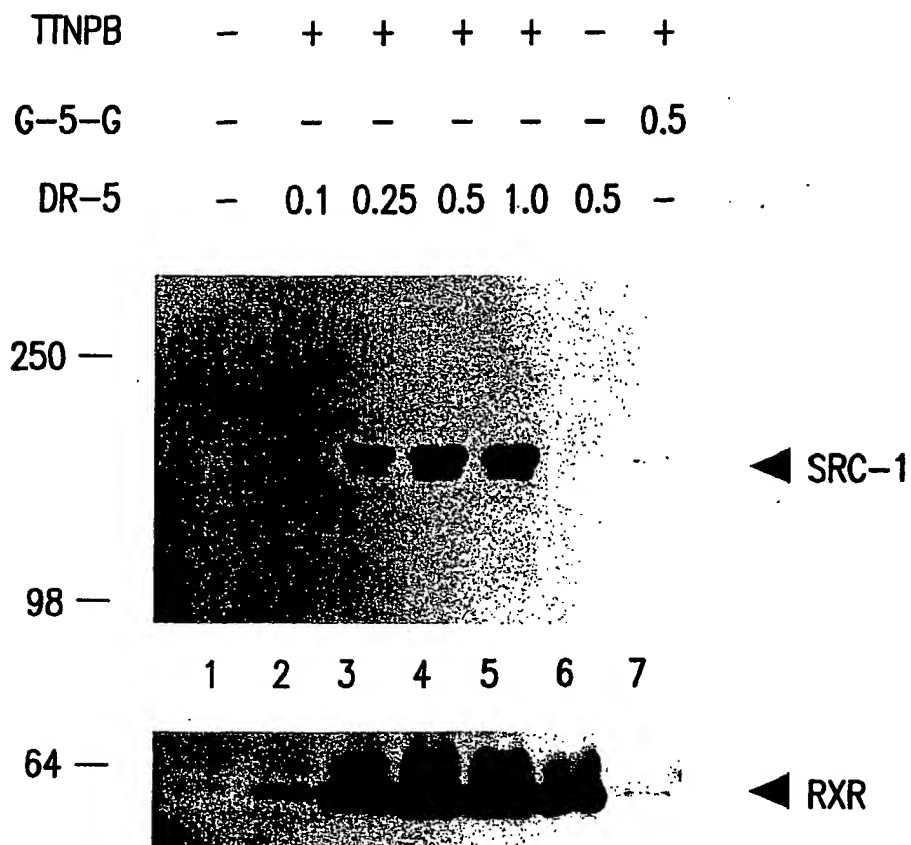 TTNPB – + + + + – +
G-5-G – – – – – – 0.5
DR-5 – 0.1 0.25 0.5 1.0 0.5 –
250 –
SRC-1
98 –
1 2 3 4 5 6 7
64 –
RXR